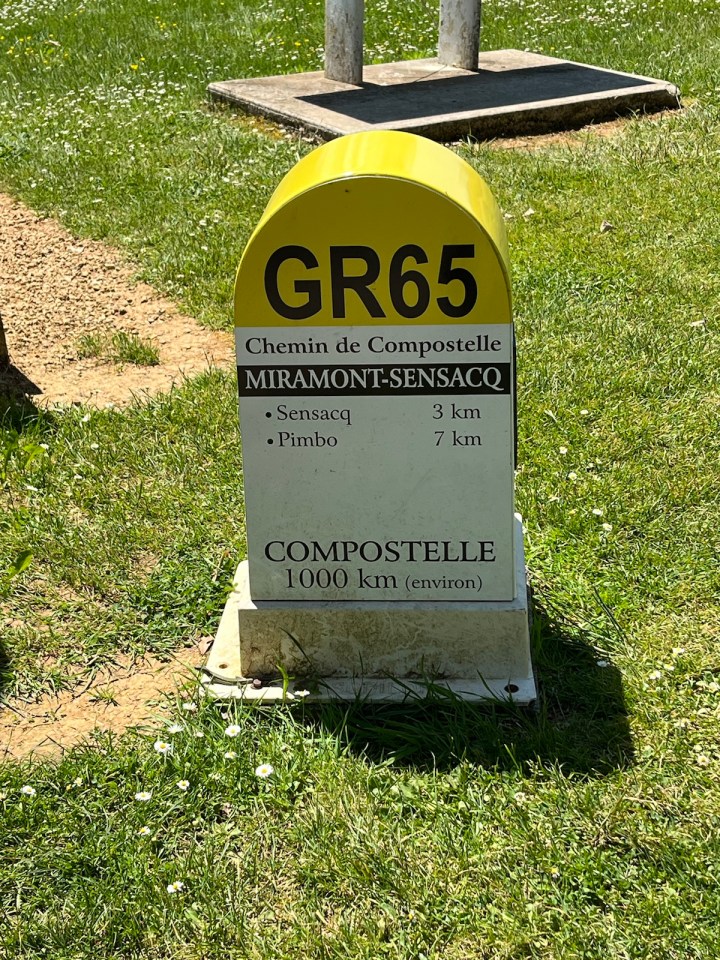 GR65
Chemin de Compostelle
MIRAMONT-SENSACQ
• Sensacq 3 km
• Pimbo 7 km
COMPOSTELLE
1000 km (environ)